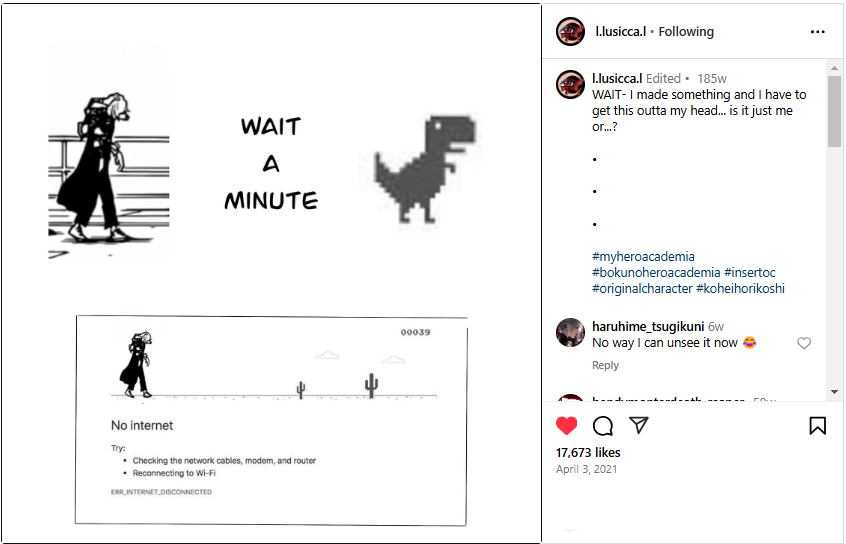 WAIT
A
MINUTE
00039
No internet
Try:
• Checking the network cables, modem, and router
• Reconnecting to Wi-Fi
ERR_INTERNET_DISCONNECTED
l.lusicca.l • Following
l.lusicca.l Edited • 185w
WAIT- I made something and I have to
get this outta my head... is it just me
or...?
•
•
•
#myheroacademia
#bokunoheroacademia #insertoc
#originalcharacter #koheihorikoshi
haruhime_tsugikuni 6w
No way I can unsee it now 😂
Reply
17,673 likes
April 3, 2021